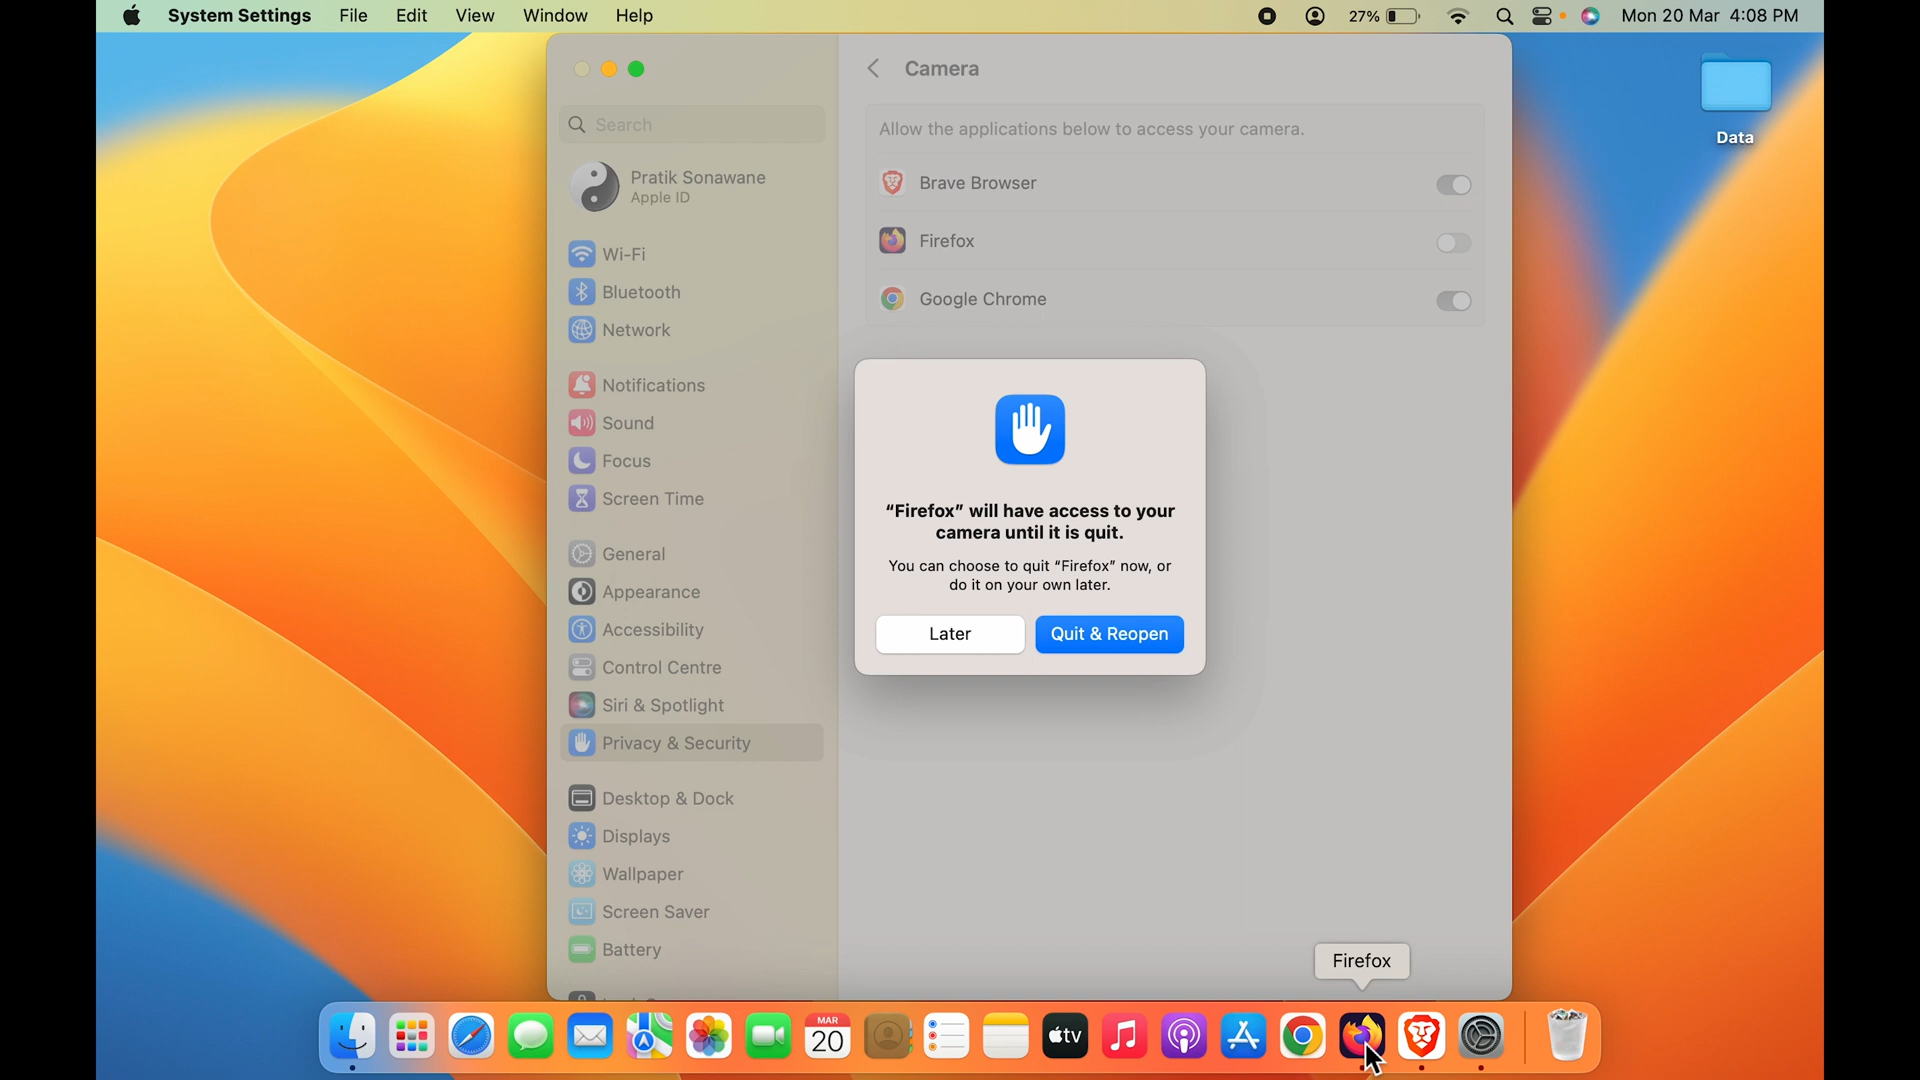 System Settings File Edit View Window Help 27% Mon 20 Mar 4:08 PM
Camera
Search
Allow the applications below to access your camera.
Data
Pratik Sonawane
Apple ID
Brave Browser
Firefox
Google Chrome
Wi-Fi
Bluetooth
Network
Notifications
Sound
Focus
Screen Time
General
Appearance
Accessibility
Control Centre
Siri & Spotlight
Privacy & Security
Desktop & Dock
Displays
Wallpaper
Screen Saver
Battery
“Firefox” will have access to your
camera until it is quit.
You can choose to quit “Firefox” now, or
do it on your own later.
Later Quit & Reopen
Firefox
MAR
20
tv